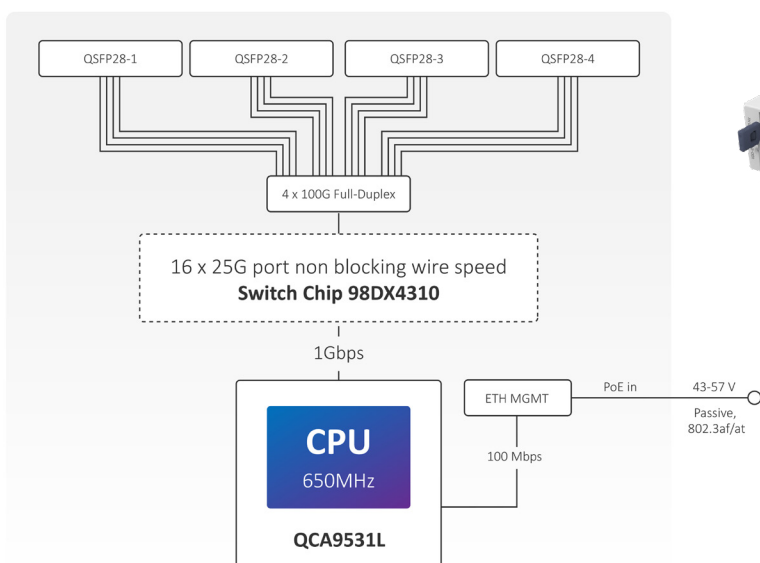 QSFP28-1
QSFP28-2
QSFP28-3
QSFP28-4
4 x 100G Full-Duplex
16 x 25G port non blocking wire speed
Switch Chip 98DX4310
1Gbps
CPU
650MHz
QCA9531L
ETH MGMT
100 Mbps
PoE in
43-57 V
Passive,
802.3af/at